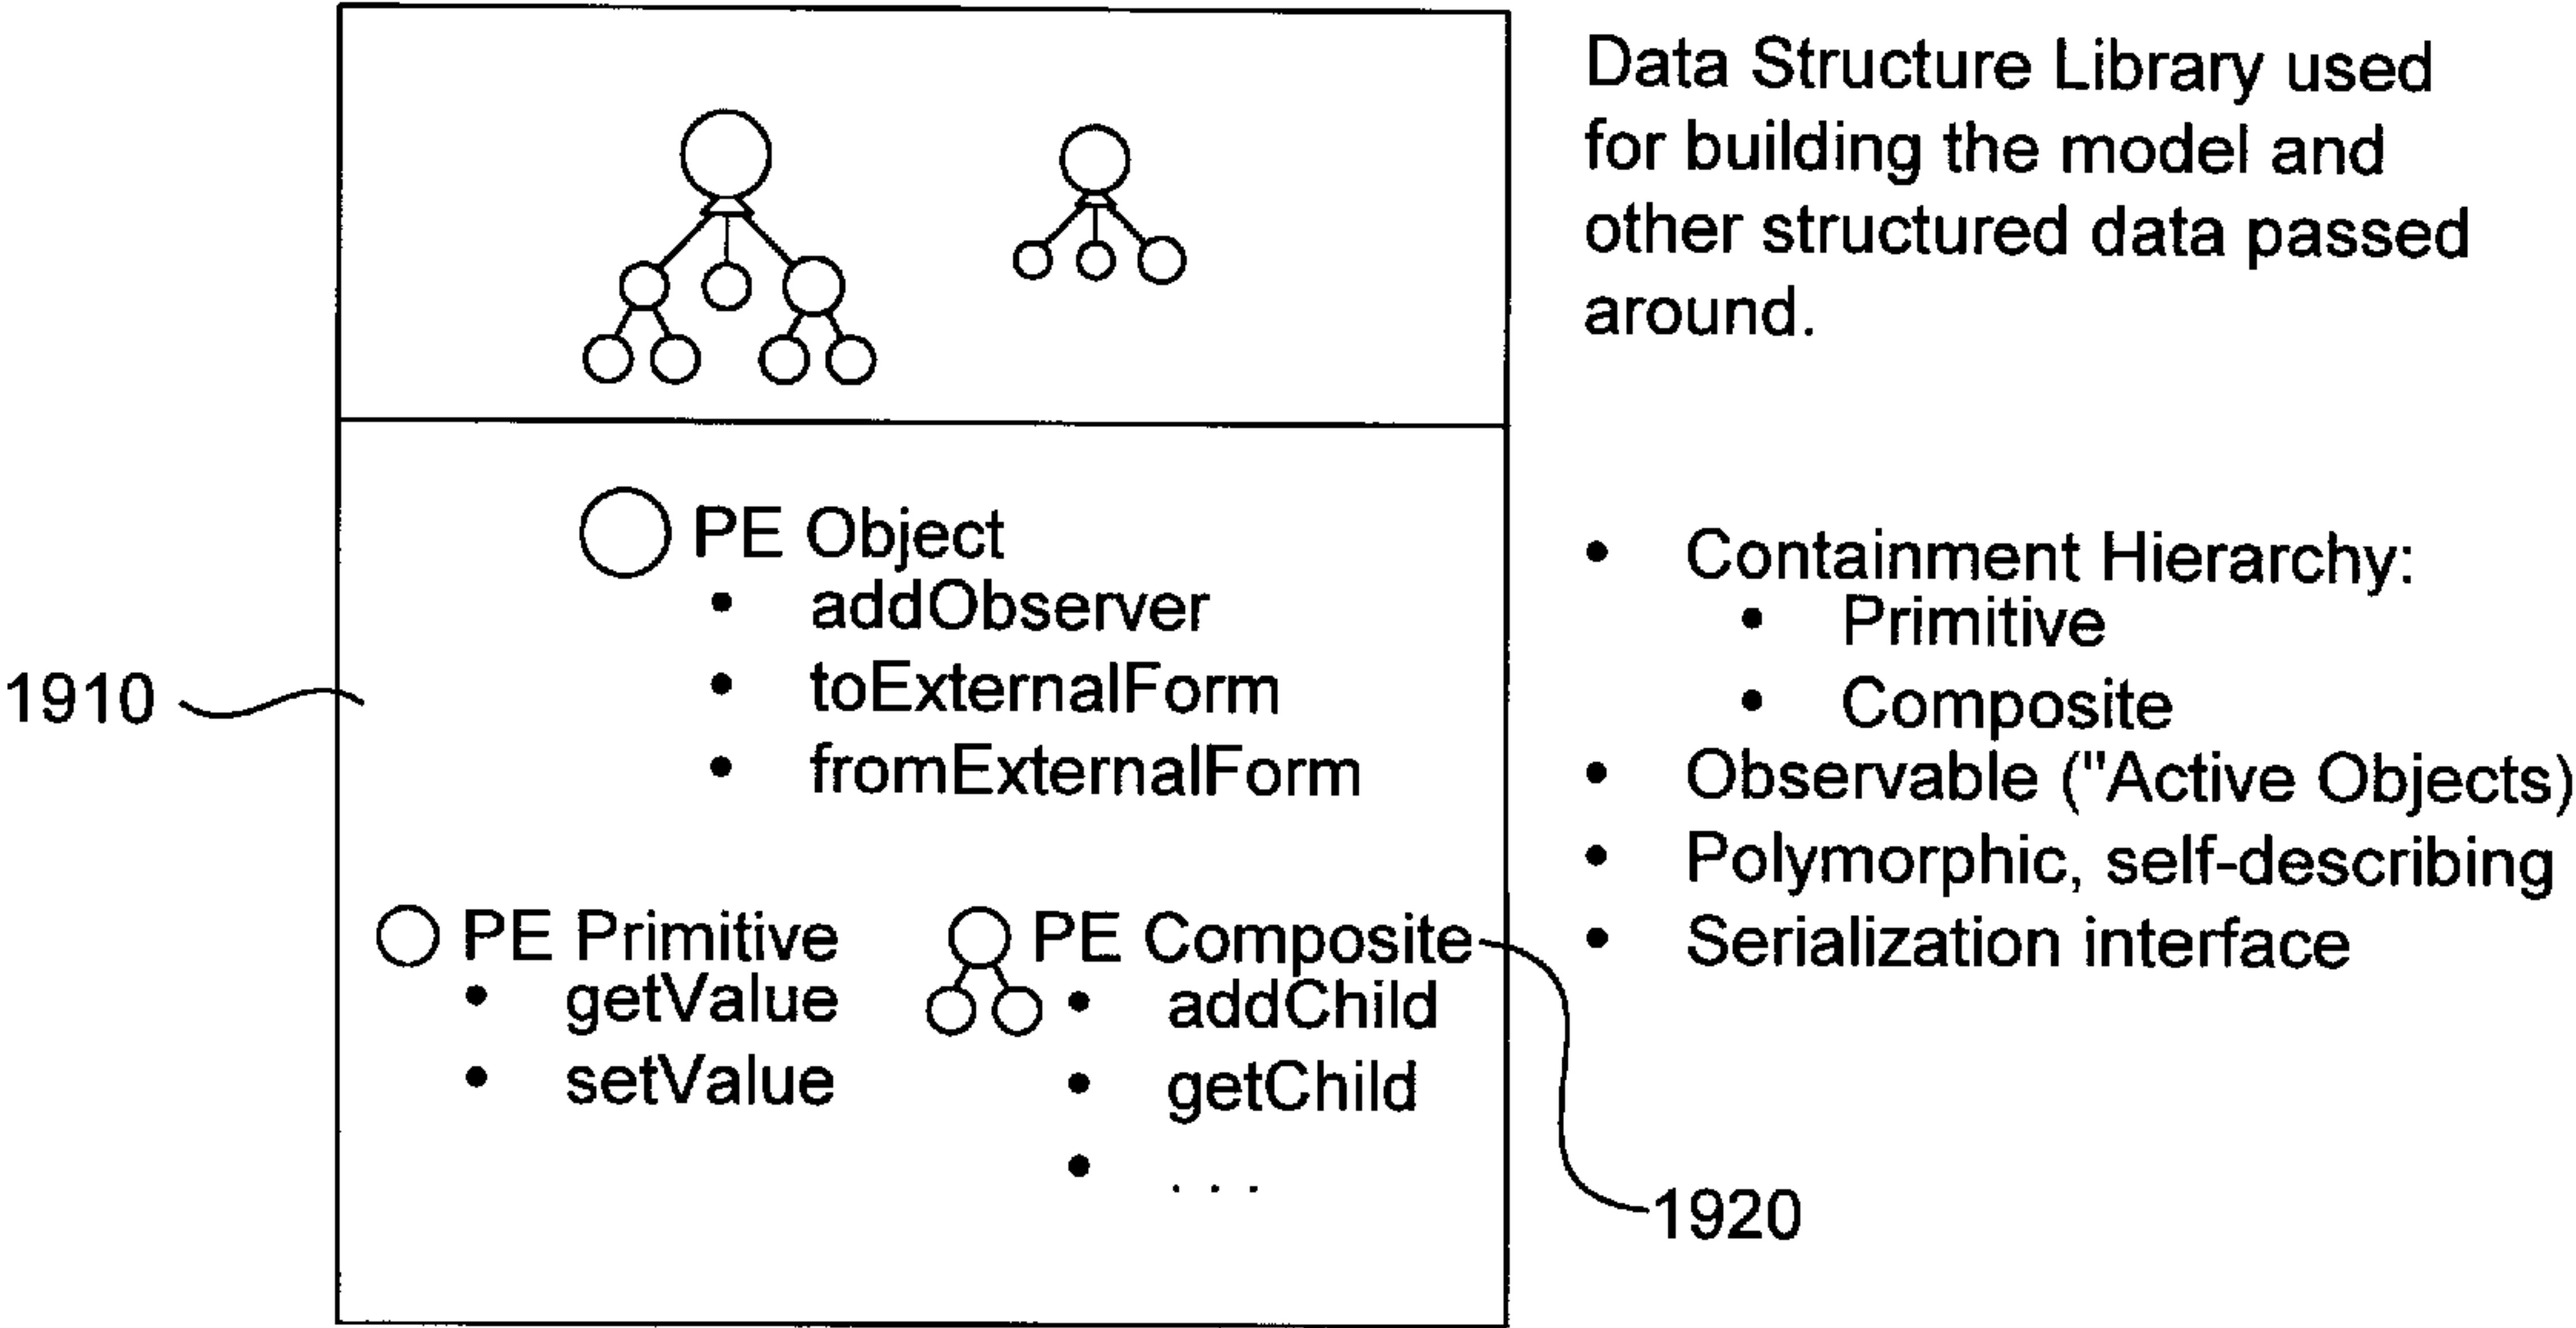 Data Structure Library used
for building the model and
other structured data passed
around.
PE Object
• addObserver
• toExternalForm
• fromExternalForm
1910
PE Primitive
• getValue
• setValue
PE Composite
• addChild
• getChild
• . . .
1920
• Containment Hierarchy:
• Primitive
• Composite
• Observable ("Active Objects)
• Polymorphic, self-describing
• Serialization interface